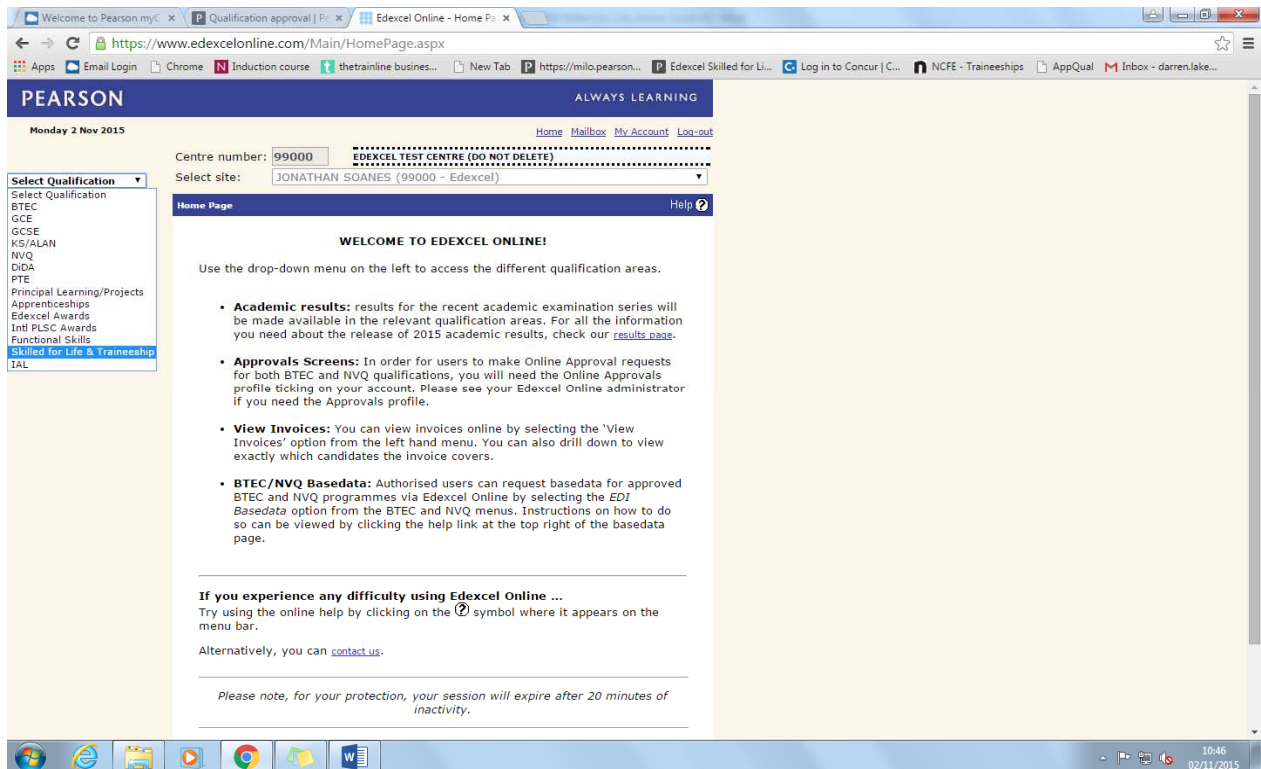 Welcome to Pearson myC
Qualification approval | Pe
Edexcel Online - Home Pa
https://www.edexcelonline.com/Main/HomePage.aspx
Apps Email Login Chrome Induction course thetrainline busines... New Tab https://milo.pearson... Edexcel Skilled for Li... Log in to Concur | C... NCFE - Traineeships AppQual Inbox - darren.lake...
PEARSON
ALWAYS LEARNING
Monday 2 Nov 2015
Home Mailbox My Account Log-out
Centre number: 99000 EDEXCEL TEST CENTRE (DO NOT DELETE)
Select site: JONATHAN SOANES (99000 - Edexcel)
Select Qualification
Select Qualification
BTEC
GCE
GCSE
KS/ALAN
NVQ
DiDA
PTE
Principal Learning/Projects
Apprenticeships
Edexcel Awards
Intl PLSC Awards
Functional Skills
Skilled for Life & Traineeship
IAL
Home Page
Help ?
WELCOME TO EDEXCEL ONLINE!
Use the drop-down menu on the left to access the different qualification areas.
• Academic results: results for the recent academic examination series will
be made available in the relevant qualification areas. For all the information
you need about the release of 2015 academic results, check our results page.
• Approvals Screens: In order for users to make Online Approval requests
for both BTEC and NVQ qualifications, you will need the Online Approvals
profile ticking on your account. Please see your Edexcel Online administrator
if you need the Approvals profile.
• View Invoices: You can view invoices online by selecting the 'View
Invoices' option from the left hand menu. You can also drill down to view
exactly which candidates the invoice covers.
• BTEC/NVQ Basedata: Authorised users can request basedata for approved
BTEC and NVQ programmes via Edexcel Online by selecting the EDI
Basedata option from the BTEC and NVQ menus. Instructions on how to do
so can be viewed by clicking the help link at the top right of the basedata
page.
If you experience any difficulty using Edexcel Online ...
Try using the online help by clicking on the ? symbol where it appears on the
menu bar.
Alternatively, you can contact us.
Please note, for your protection, your session will expire after 20 minutes of
inactivity.
10:46
02/11/2015